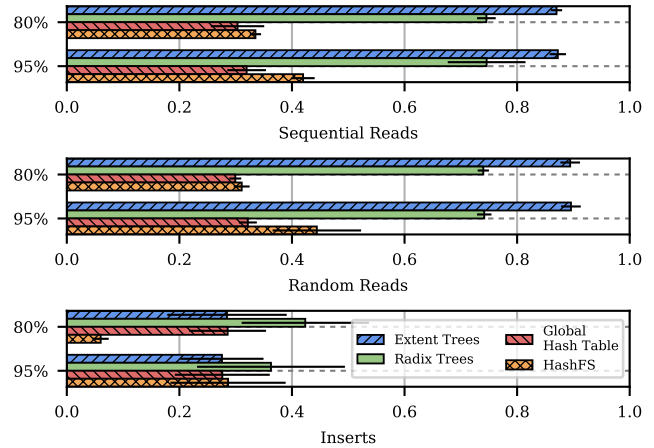 80%
95%
0.0 0.2 0.4 0.6 0.8 1.0
Sequential Reads
80%
95%
0.0 0.2 0.4 0.6 0.8 1.0
Random Reads
80%
95%
Extent Trees
Radix Trees
Global
Hash Table
HashFS
0.0 0.2 0.4 0.6 0.8 1.0
Inserts